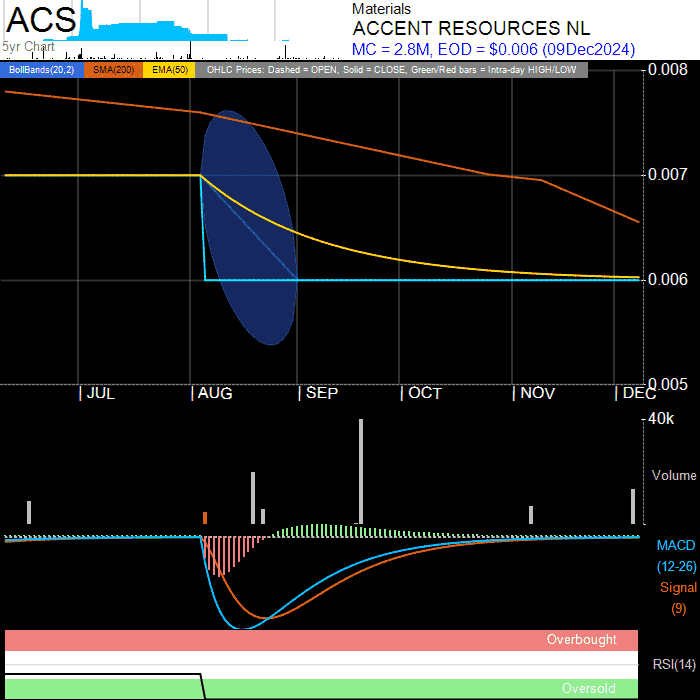 ACS
5yr Chart
Materials
ACCENT RESOURCES NL
MC = 2.8M, EOD = $0.006 (09Dec2024)
BollBands(20,2) SMA(200) EMA(50) OHLC Prices: Dashed = OPEN, Solid = CLOSE, Green/Red bars = Intra-day HIGH/LOW
0.008
0.007
0.006
0.005
| JUL | AUG | SEP | OCT | NOV | DEC
40k
Volume
MACD
(12-26)
Signal
(9)
Overbought
RSI(14)
Oversold